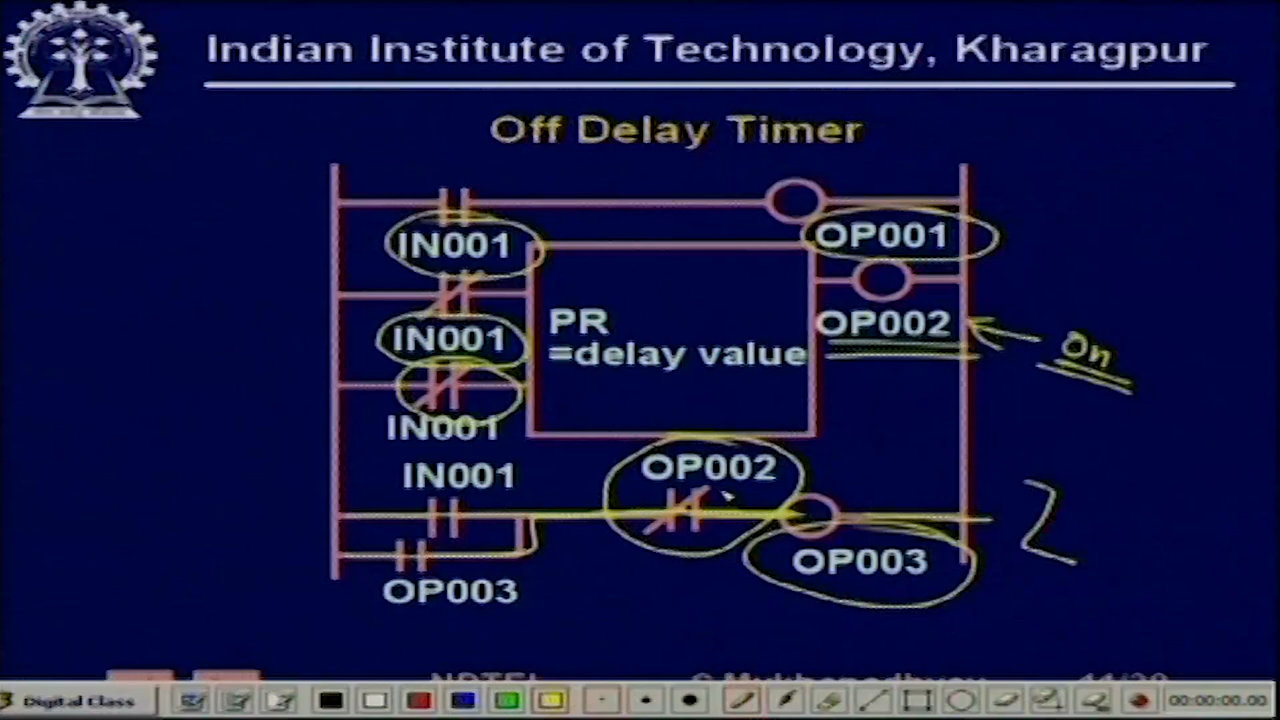 Indian Institute of Technology, Kharagpur
Off Delay Timer
IN001
OP001
IN001
PR
=delay value
OP002
On
IN001
IN001
OP002
OP003
OP003
Digital Class
00:00:00.00